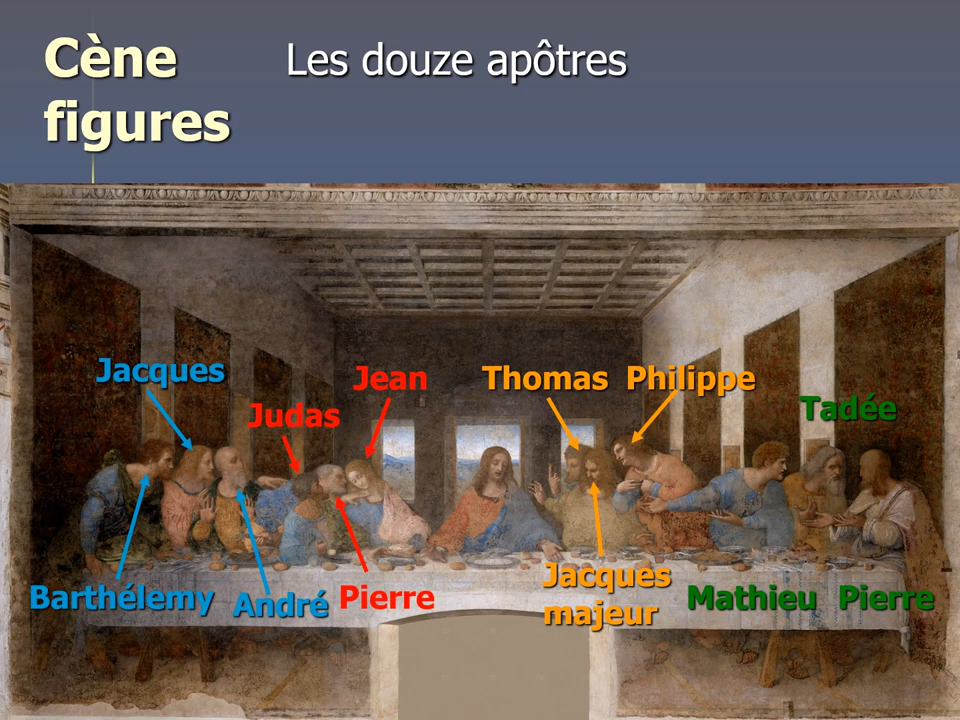 Cène
figures
Les douze apôtres
Jacques
Jean
Thomas
Philippe
Judas
Tadée
Barthélemy
André
Pierre
Jacques
majeur
Mathieu
Pierre